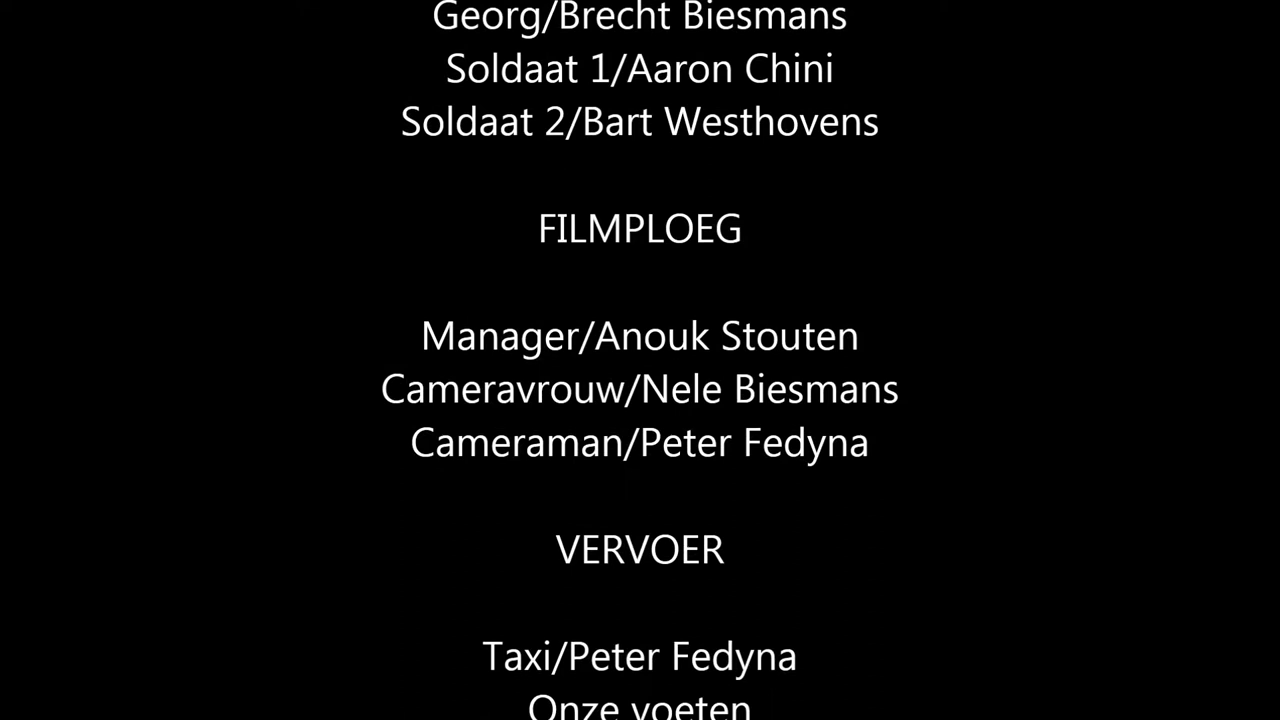 Georg/Brecht Biesmans
Soldaat 1/Aaron Chini
Soldaat 2/Bart Westhovens
FILMPLOEG
Manager/Anouk Stouten
Cameravrouw/Nele Biesmans
Cameraman/Peter Fedyna
VERVOER
Taxi/Peter Fedyna
Onze voeten